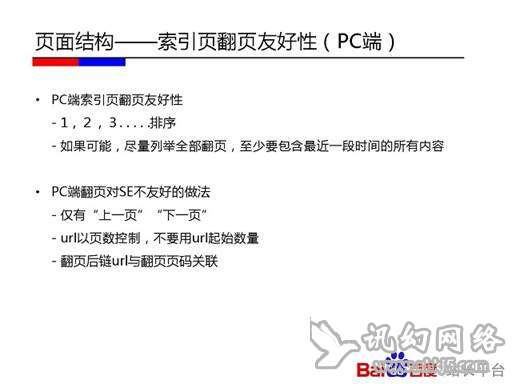 页面结构——索引页翻页友好性（PC端）
• PC端索引页翻页友好性
- 1，2，3.....排序
- 如果可能，尽量列举全部翻页，至少要包含最近一段时间的所有内容
• PC端翻页对SE不友好的做法
- 仅有“上一页”“下一页”
- url以页数控制，不要用url起始数量
- 翻页后链url与翻页页码关联
讯幻网络
Bai 百度 站长平台